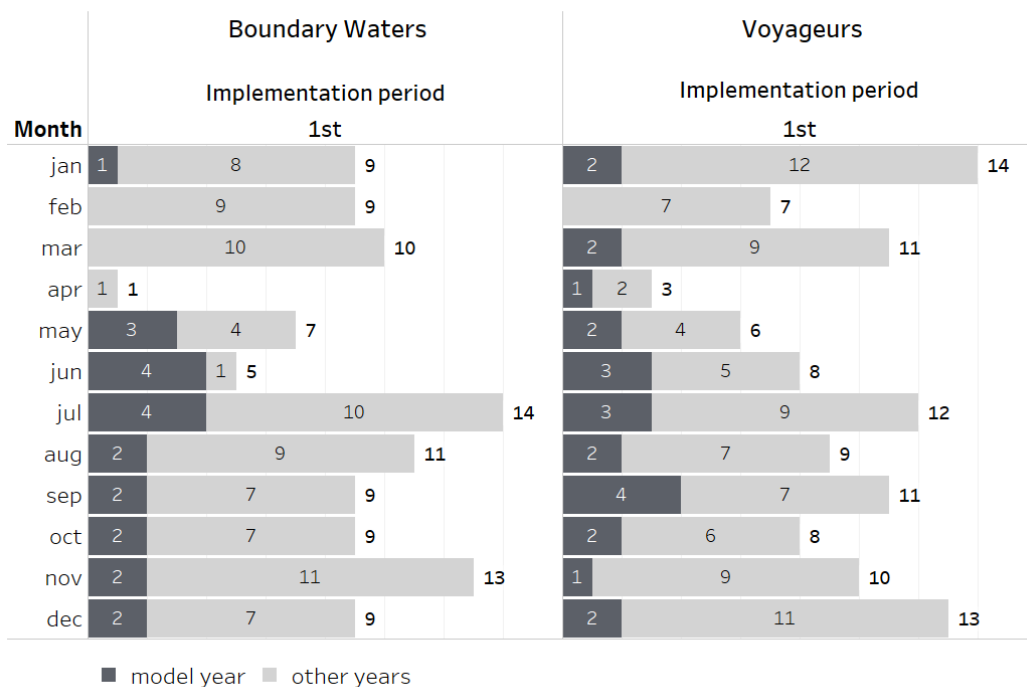 Boundary Waters Voyageurs
Implementation period Implementation period
Month 1st 1st
jan 1 8 9 2 12 14
feb 9 9 7 7
mar 10 10 2 9 11
apr 1 1 1 2 3
may 3 4 7 2 4 6
jun 4 1 5 3 5 8
jul 4 10 14 3 9 12
aug 2 9 11 2 7 9
sep 2 7 9 4 7 11
oct 2 7 9 2 6 8
nov 2 11 13 1 9 10
dec 2 7 9 2 11 13
model year other years